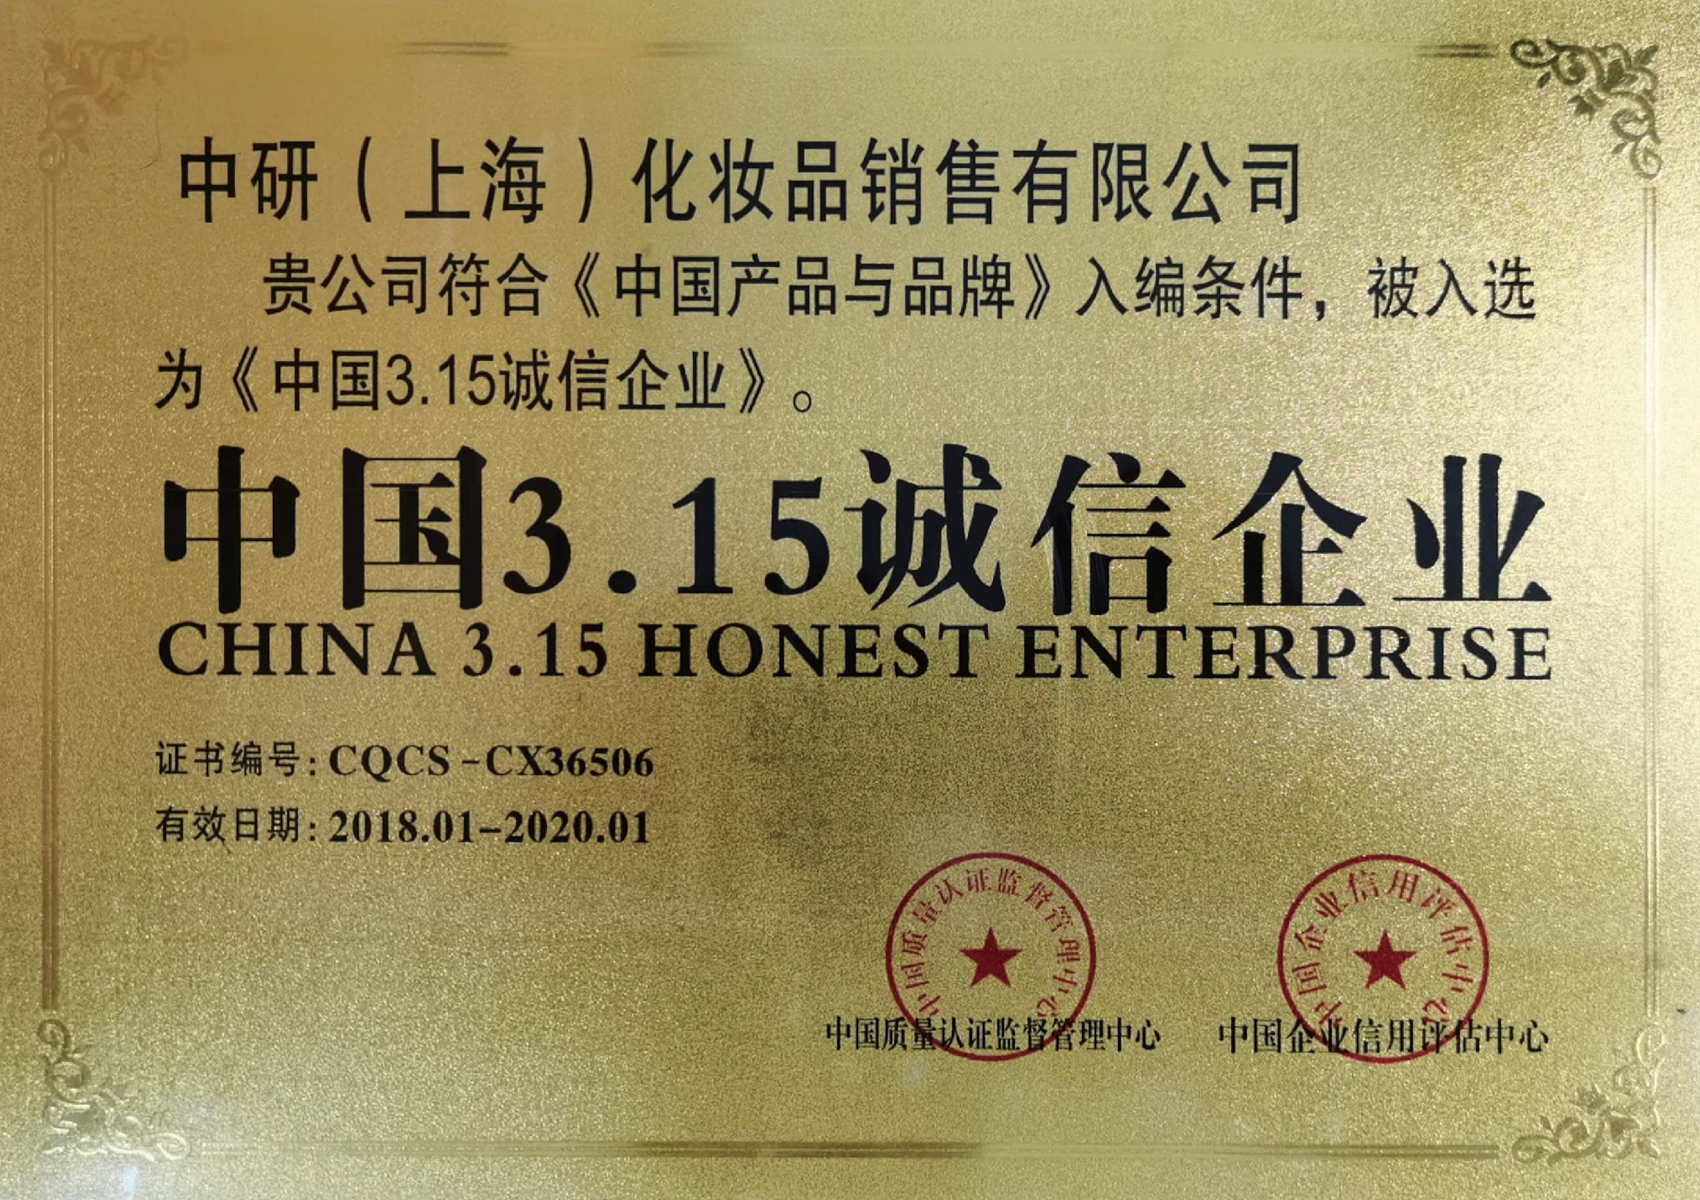 中研（上海）化妆品销售有限公司
贵公司符合《中国产品与品牌》入编条件，被入选
为《中国3.15诚信企业》。
中国3.15诚信企业
CHINA 3.15 HONEST ENTERPRISE
证书编号: CQCS-CX36506
有效日期: 2018.01-2020.01
中国质量认证监督管理中心
中国企业信用评估中心
中国质量认证监督管理中心
中国企业信用评估中心